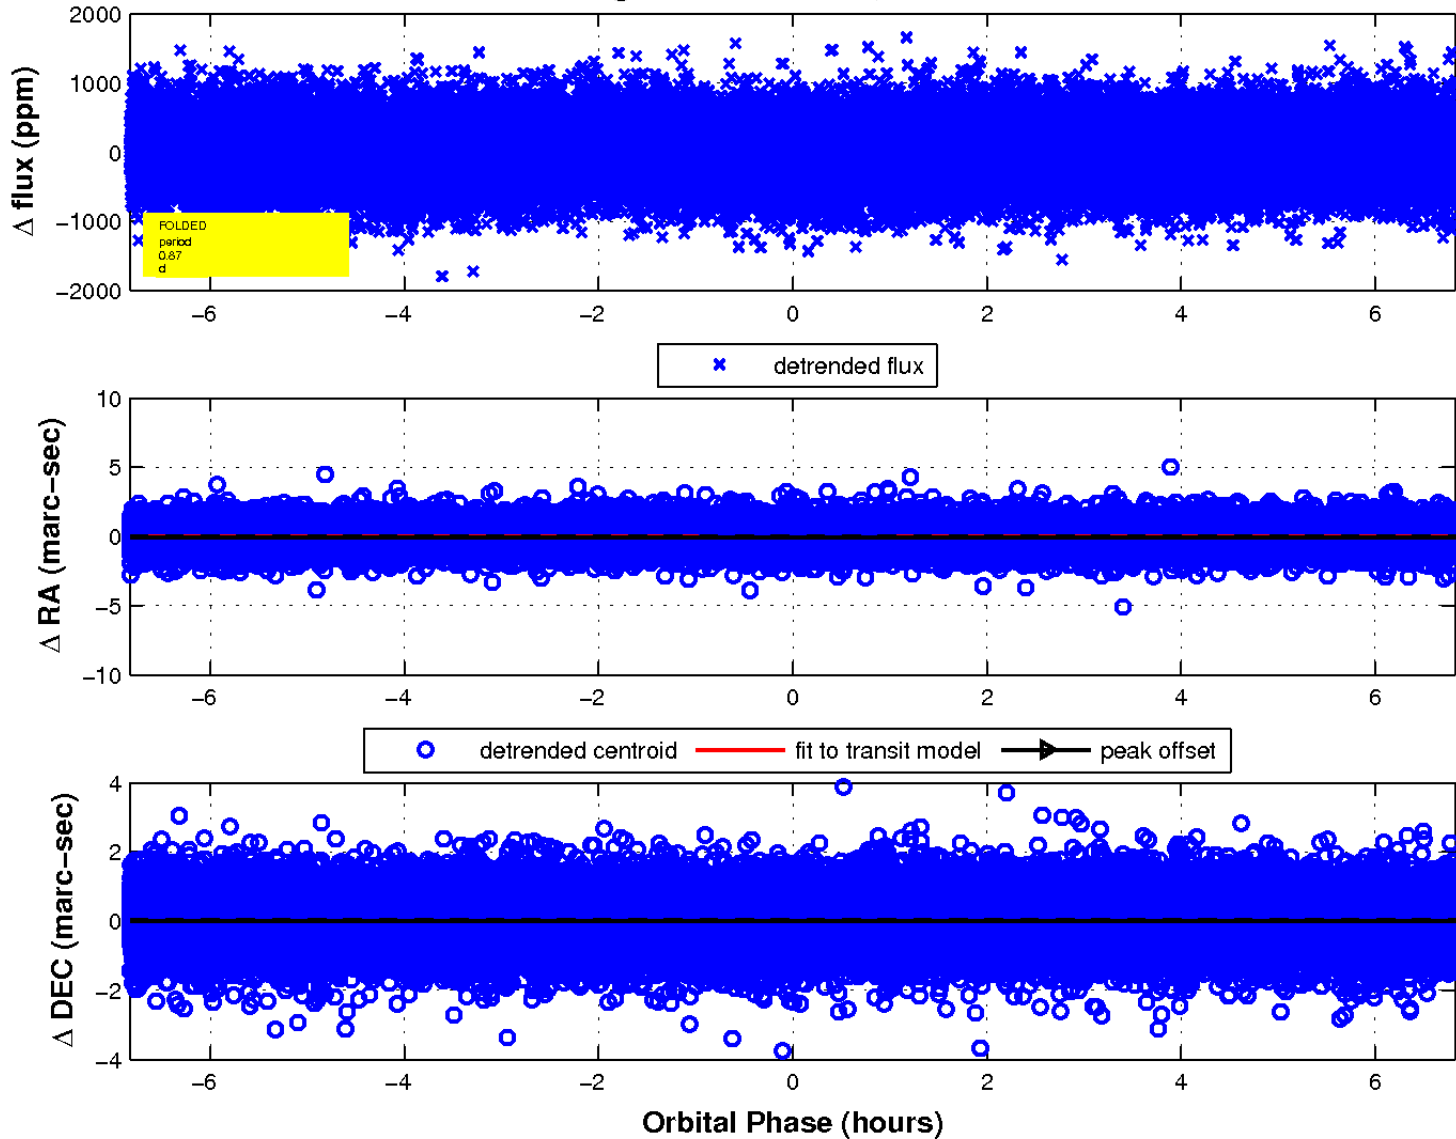 2000
1000
0
−1000
−2000
Δ flux (ppm)
FOLDED
period
0.87
d
−6 −4 −2 0 2 4 6
detrended flux
10
5
0
−5
−10
Δ RA (marc−sec)
−6 −4 −2 0 2 4 6
detrended centroid fit to transit model peak offset
4
2
0
−2
−4
Δ DEC (marc−sec)
−6 −4 −2 0 2 4 6
Orbital Phase (hours)